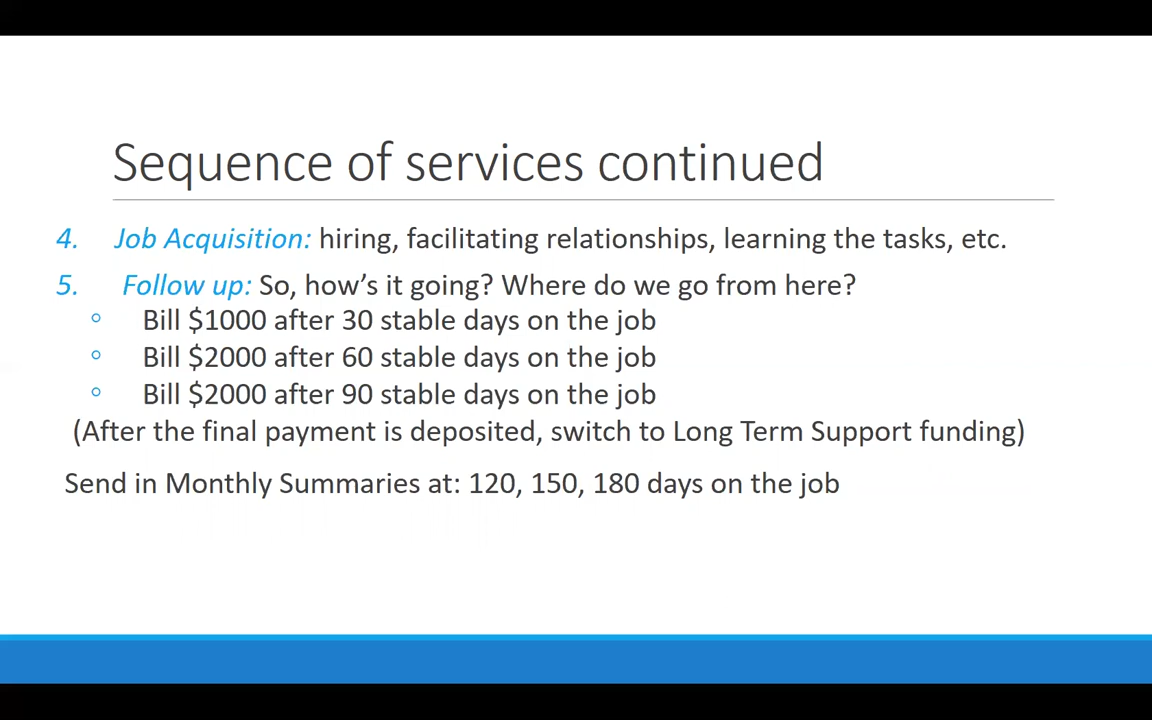 Sequence of services continued
4. Job Acquisition: hiring, facilitating relationships, learning the tasks, etc.
5. Follow up: So, how’s it going? Where do we go from here?
◦ Bill $1000 after 30 stable days on the job
◦ Bill $2000 after 60 stable days on the job
◦ Bill $2000 after 90 stable days on the job
(After the final payment is deposited, switch to Long Term Support funding)
Send in Monthly Summaries at: 120, 150, 180 days on the job